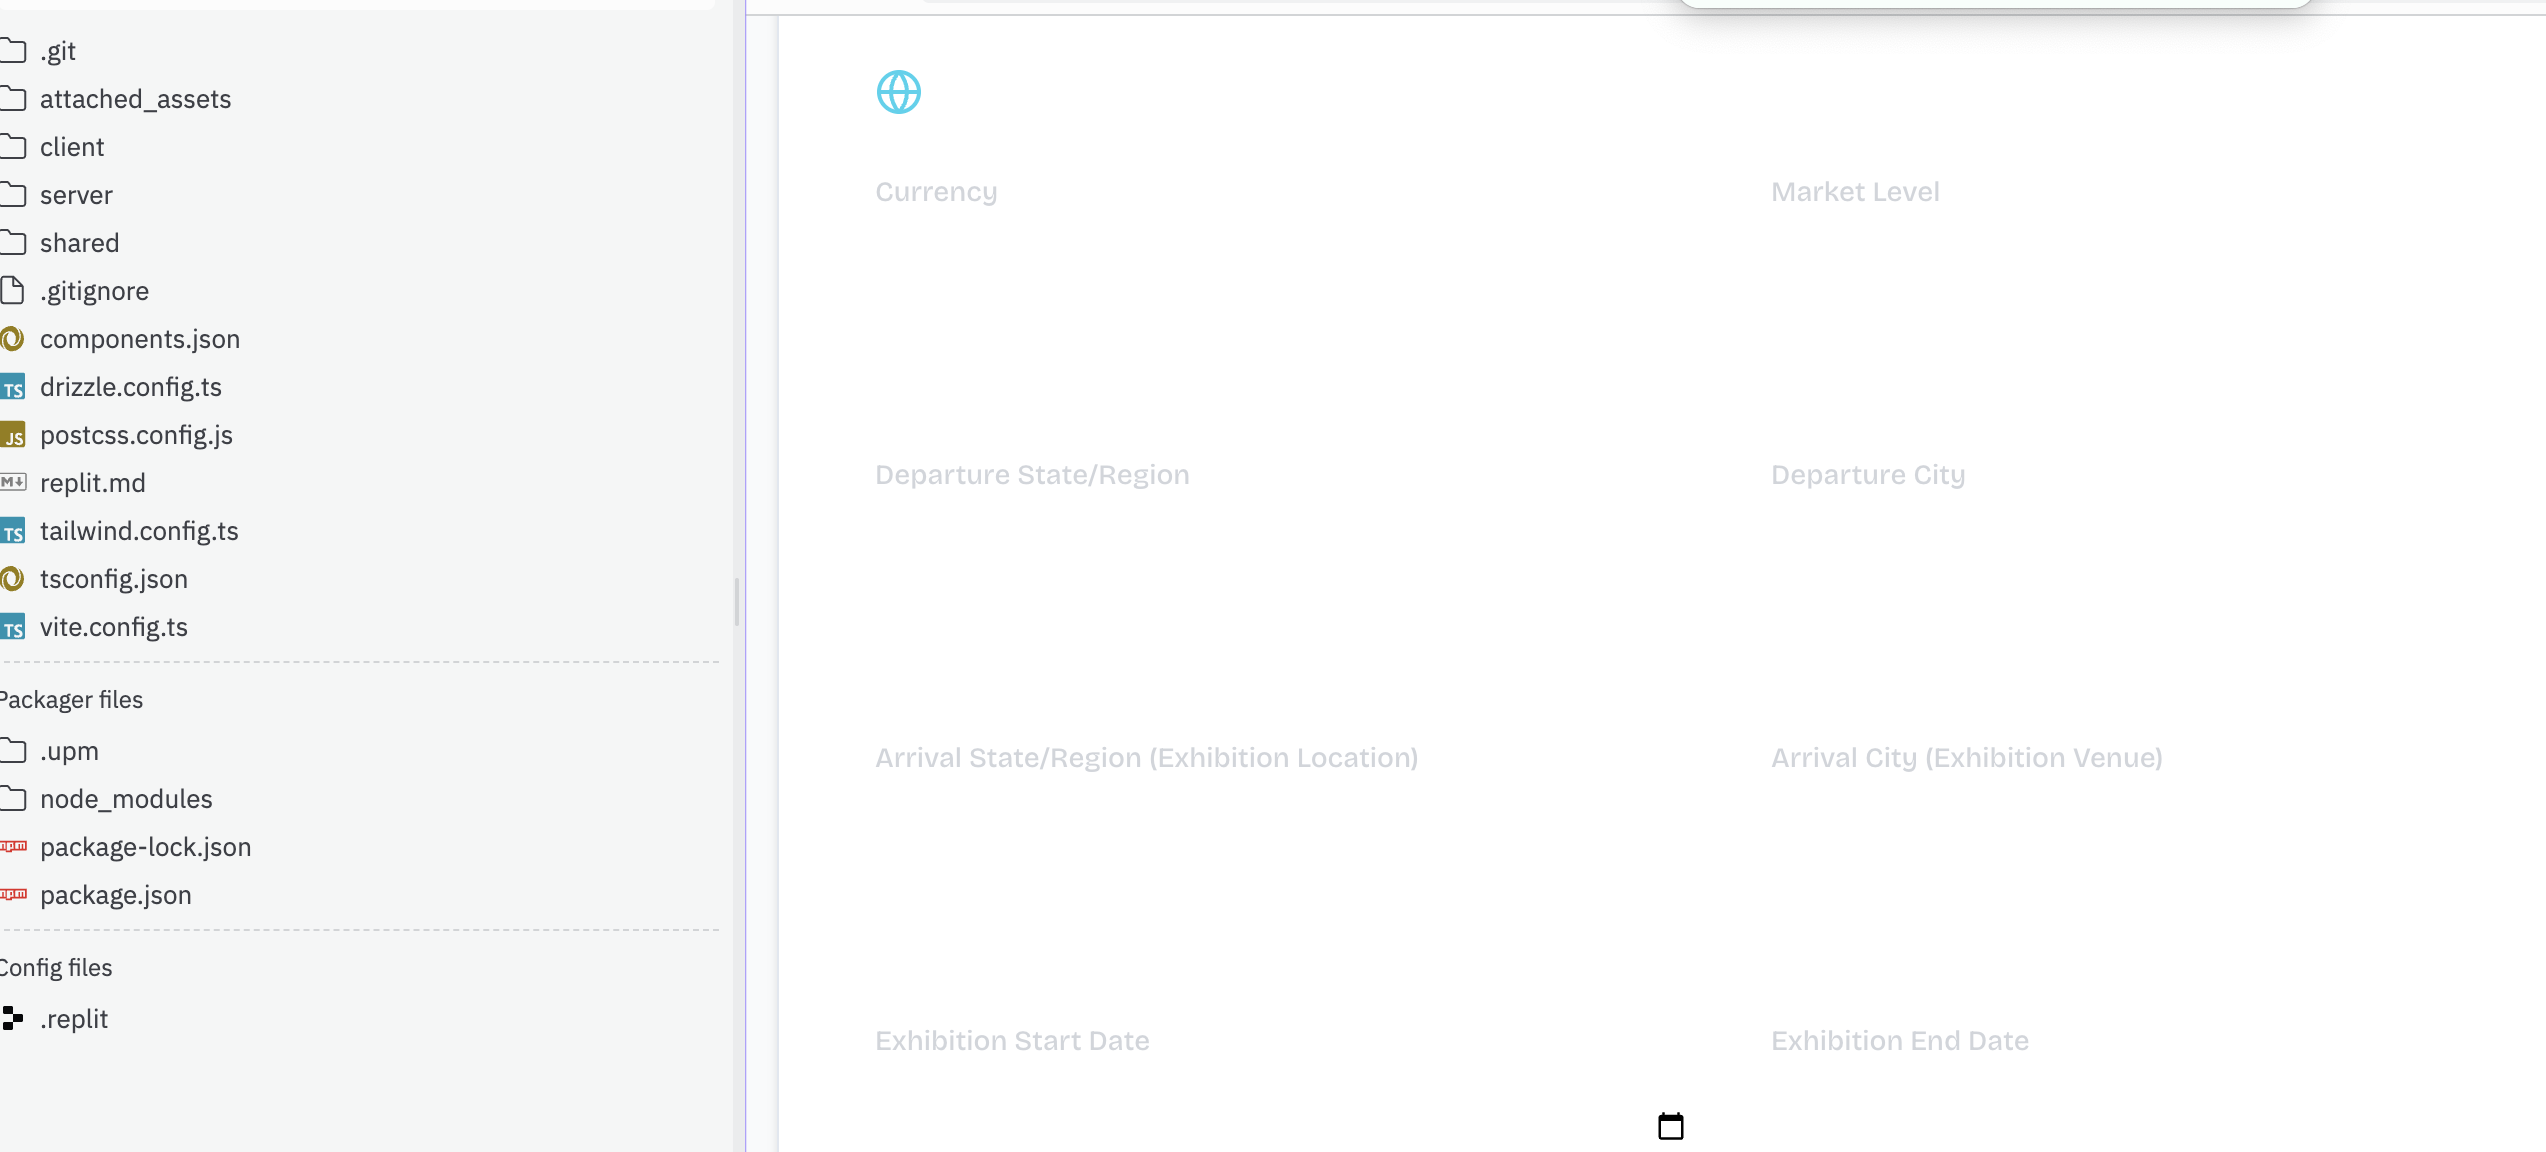 .git
attached_assets
client
server
shared
.gitignore
components.json
TS drizzle.config.ts
JS postcss.config.js
M replit.md
TS tailwind.config.ts
tsconfig.json
TS vite.config.ts
Packager files
.upm
node_modules
npm package-lock.json
npm package.json
Config files
.replit
Currency
Market Level
Departure State/Region
Departure City
Arrival State/Region (Exhibition Location)
Arrival City (Exhibition Venue)
Exhibition Start Date
Exhibition End Date